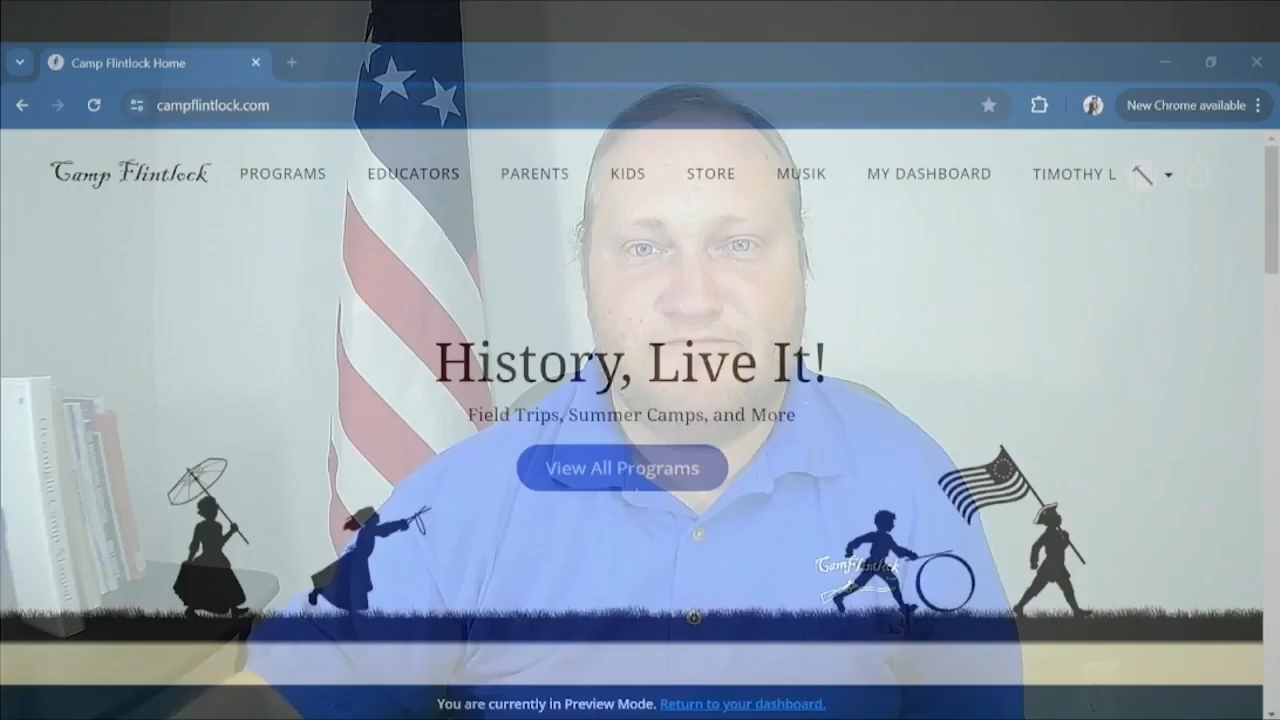 Camp Flintlock Home
campflintlock.com
New Chrome available
Camp Flintlock PROGRAMS EDUCATORS PARENTS KIDS STORE MUSIK MY DASHBOARD TIMOTHY L
History, Live It!
Field Trips, Summer Camps, and More
View All Programs
CampFlintlock
You are currently in Preview Mode. Return to your dashboard.